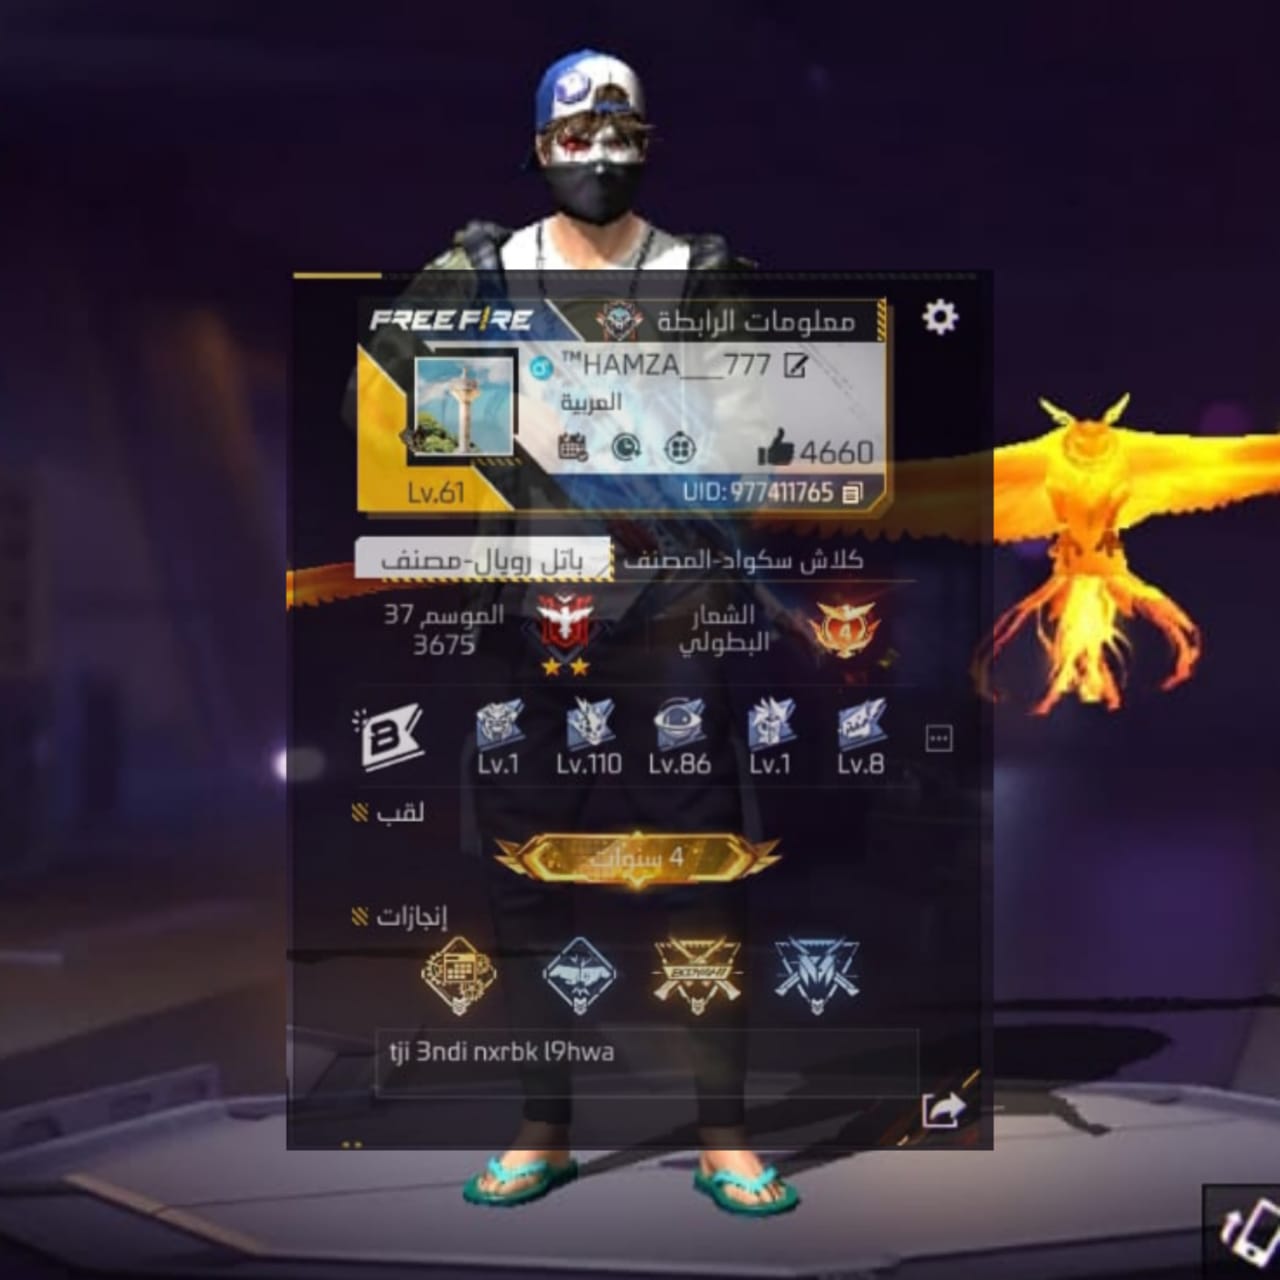 FREE FIRE معلومات الرابطة
™HAMZA___777
العربية
4660
Lv.61
UID: 977411765
باتل رويال-مصنف
كلاش سكواد-المصنف
الموسم 37
3675
الشعار
البطولي
4
B
Lv.1
Lv.110
Lv.86
Lv.1
Lv.8
لقب
4 سنوات
إنجازات
BOOYAH!
tji 3ndi nxrbk l9hwa